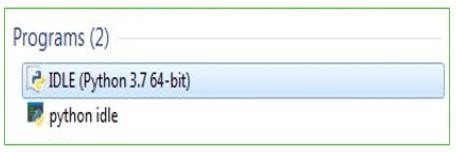 Programs (2)
IDLE (Python 3.7 64-bit)
python idle